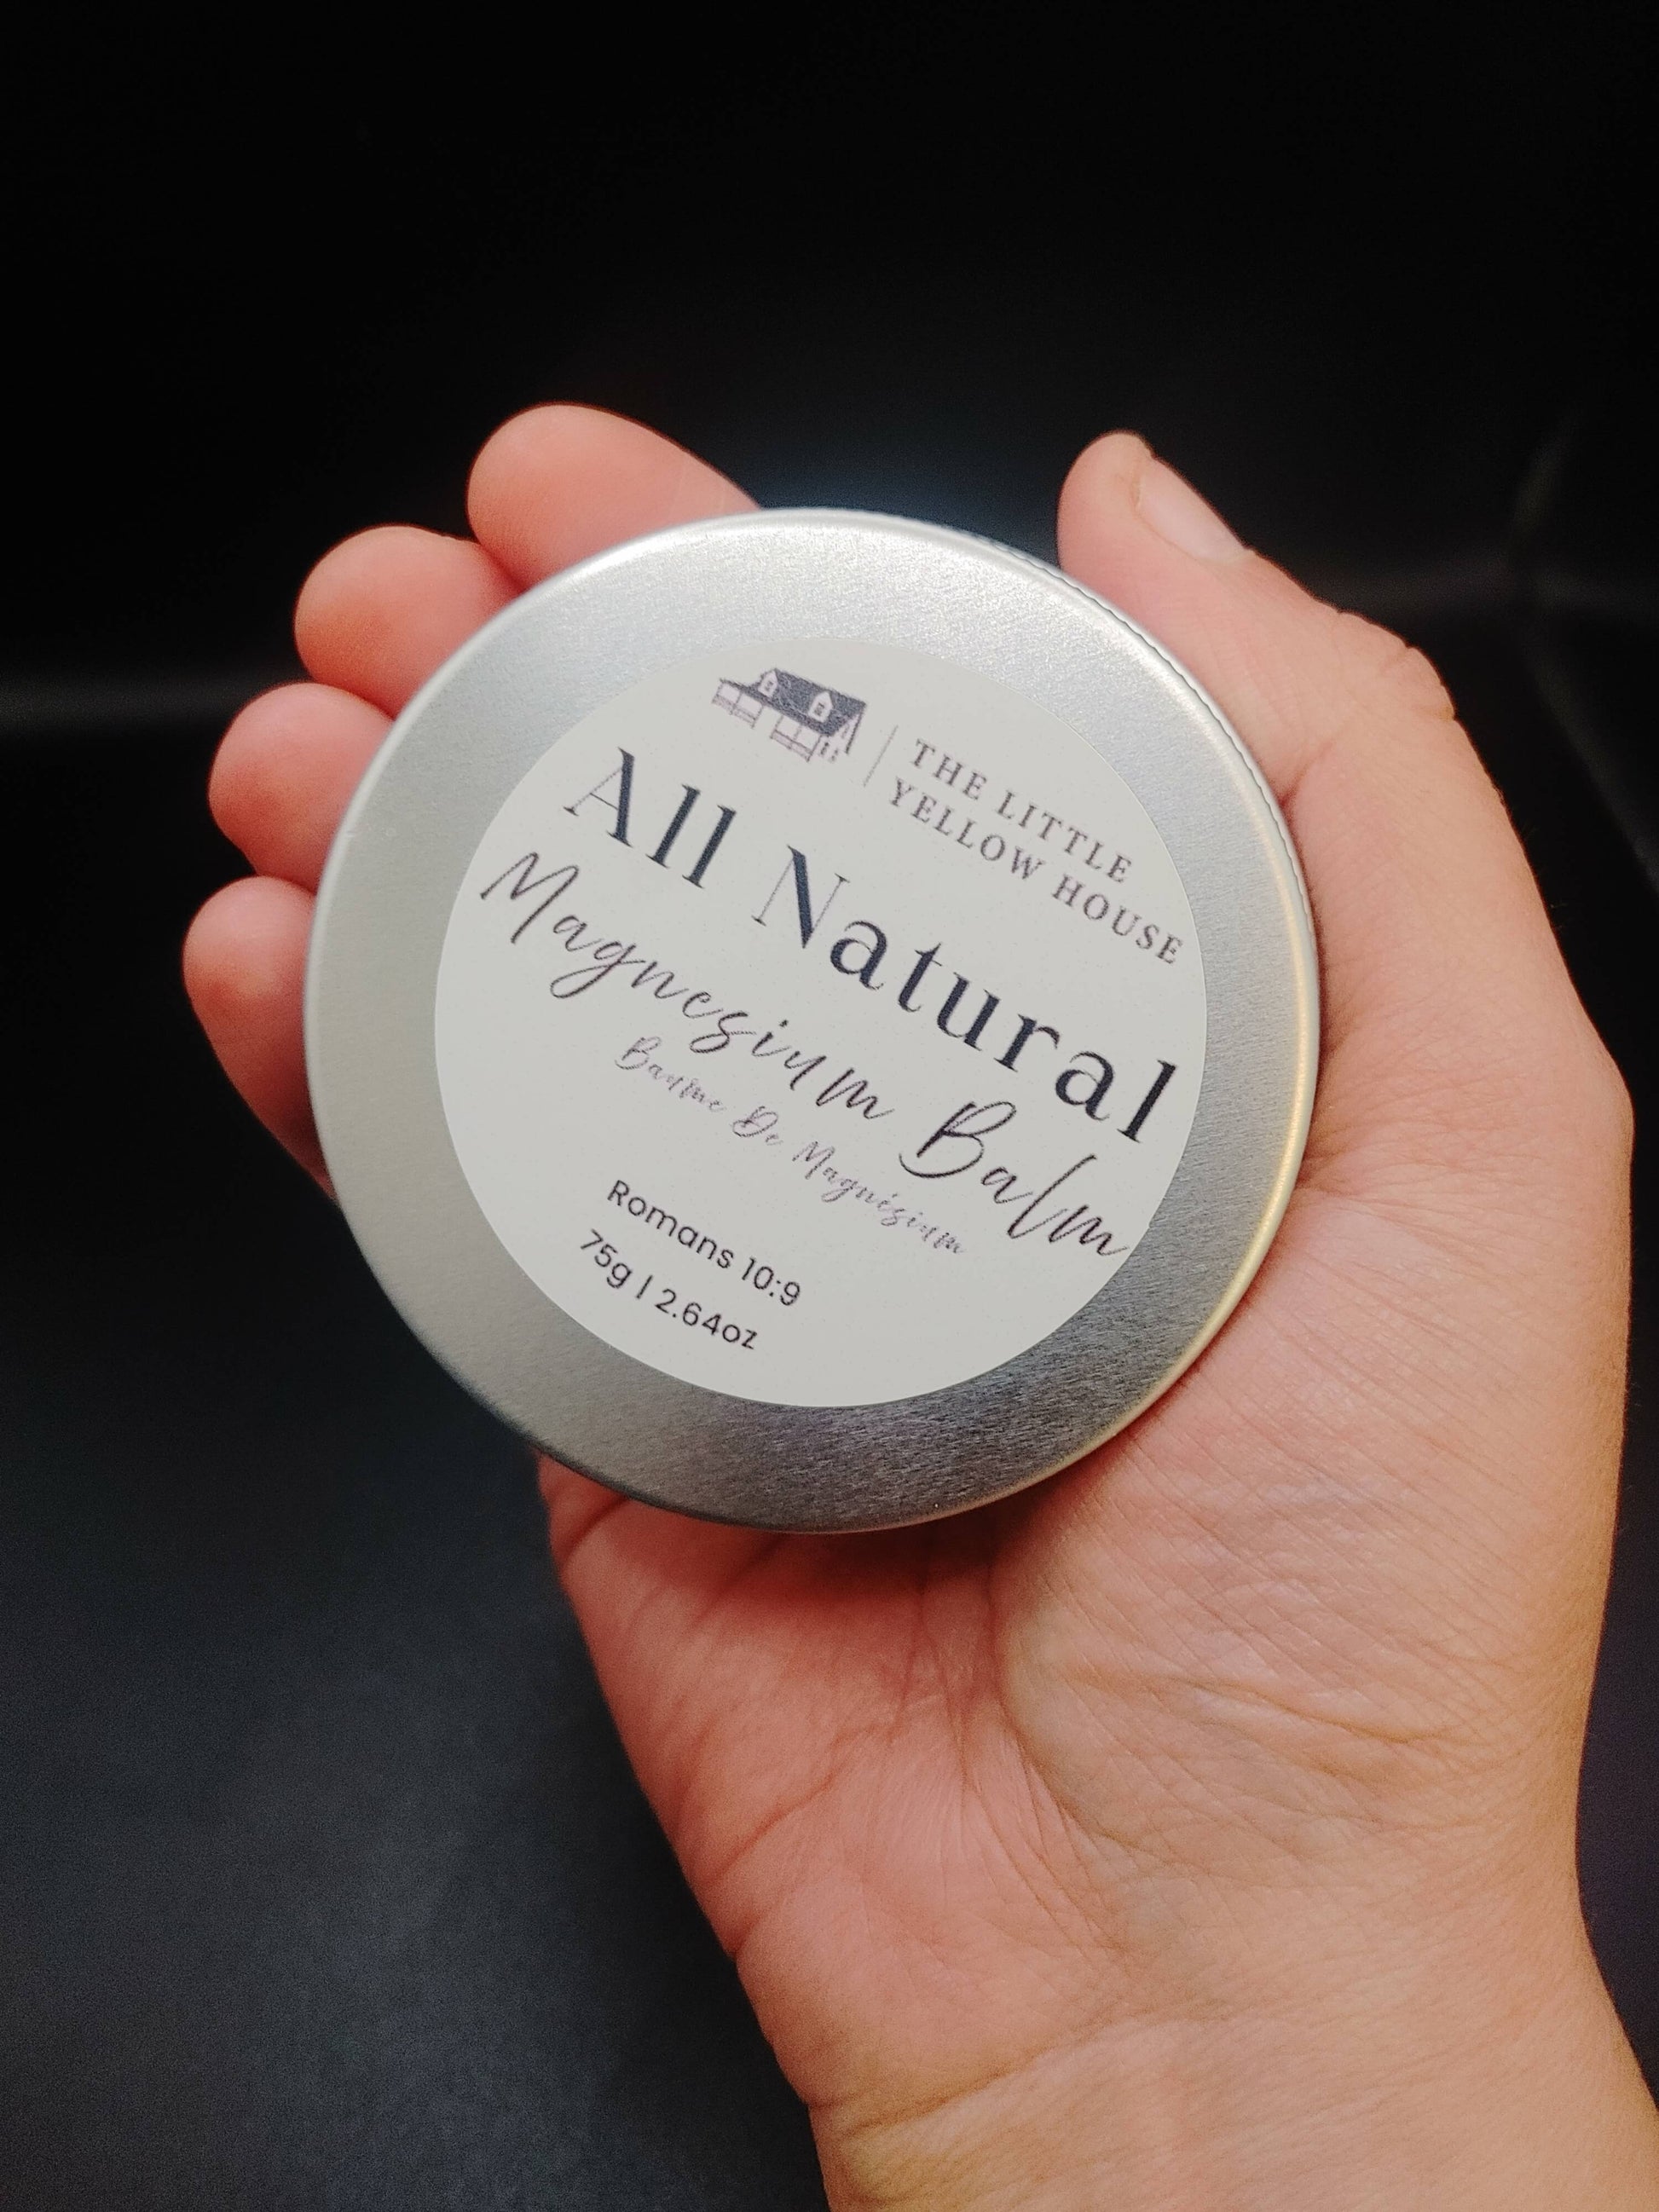 THE LITTLE
YELLOW HOUSE
All Natural
Magnesium Balm
Baume De Magnésium
Romans 10:9
75g | 2.64oz